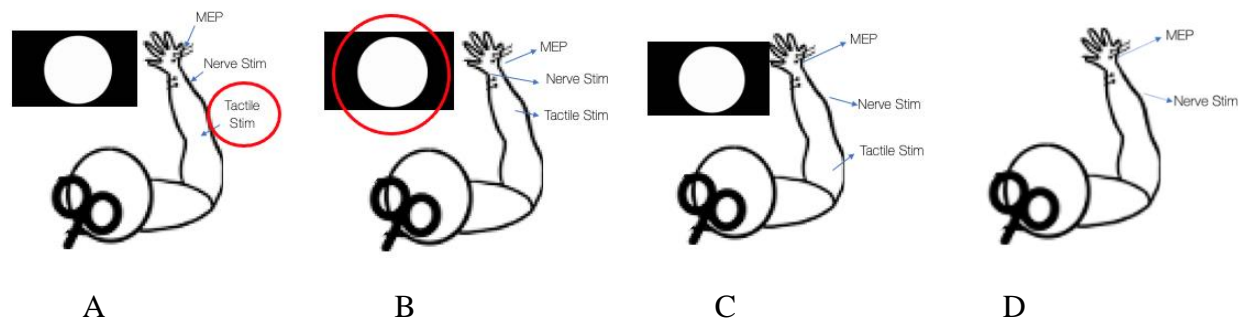 MEP
Nerve Stim
Tactile
Stim
MEP
Nerve Stim
Tactile Stim
MEP
Nerve Stim
Tactile Stim
MEP
Nerve Stim
A B C D